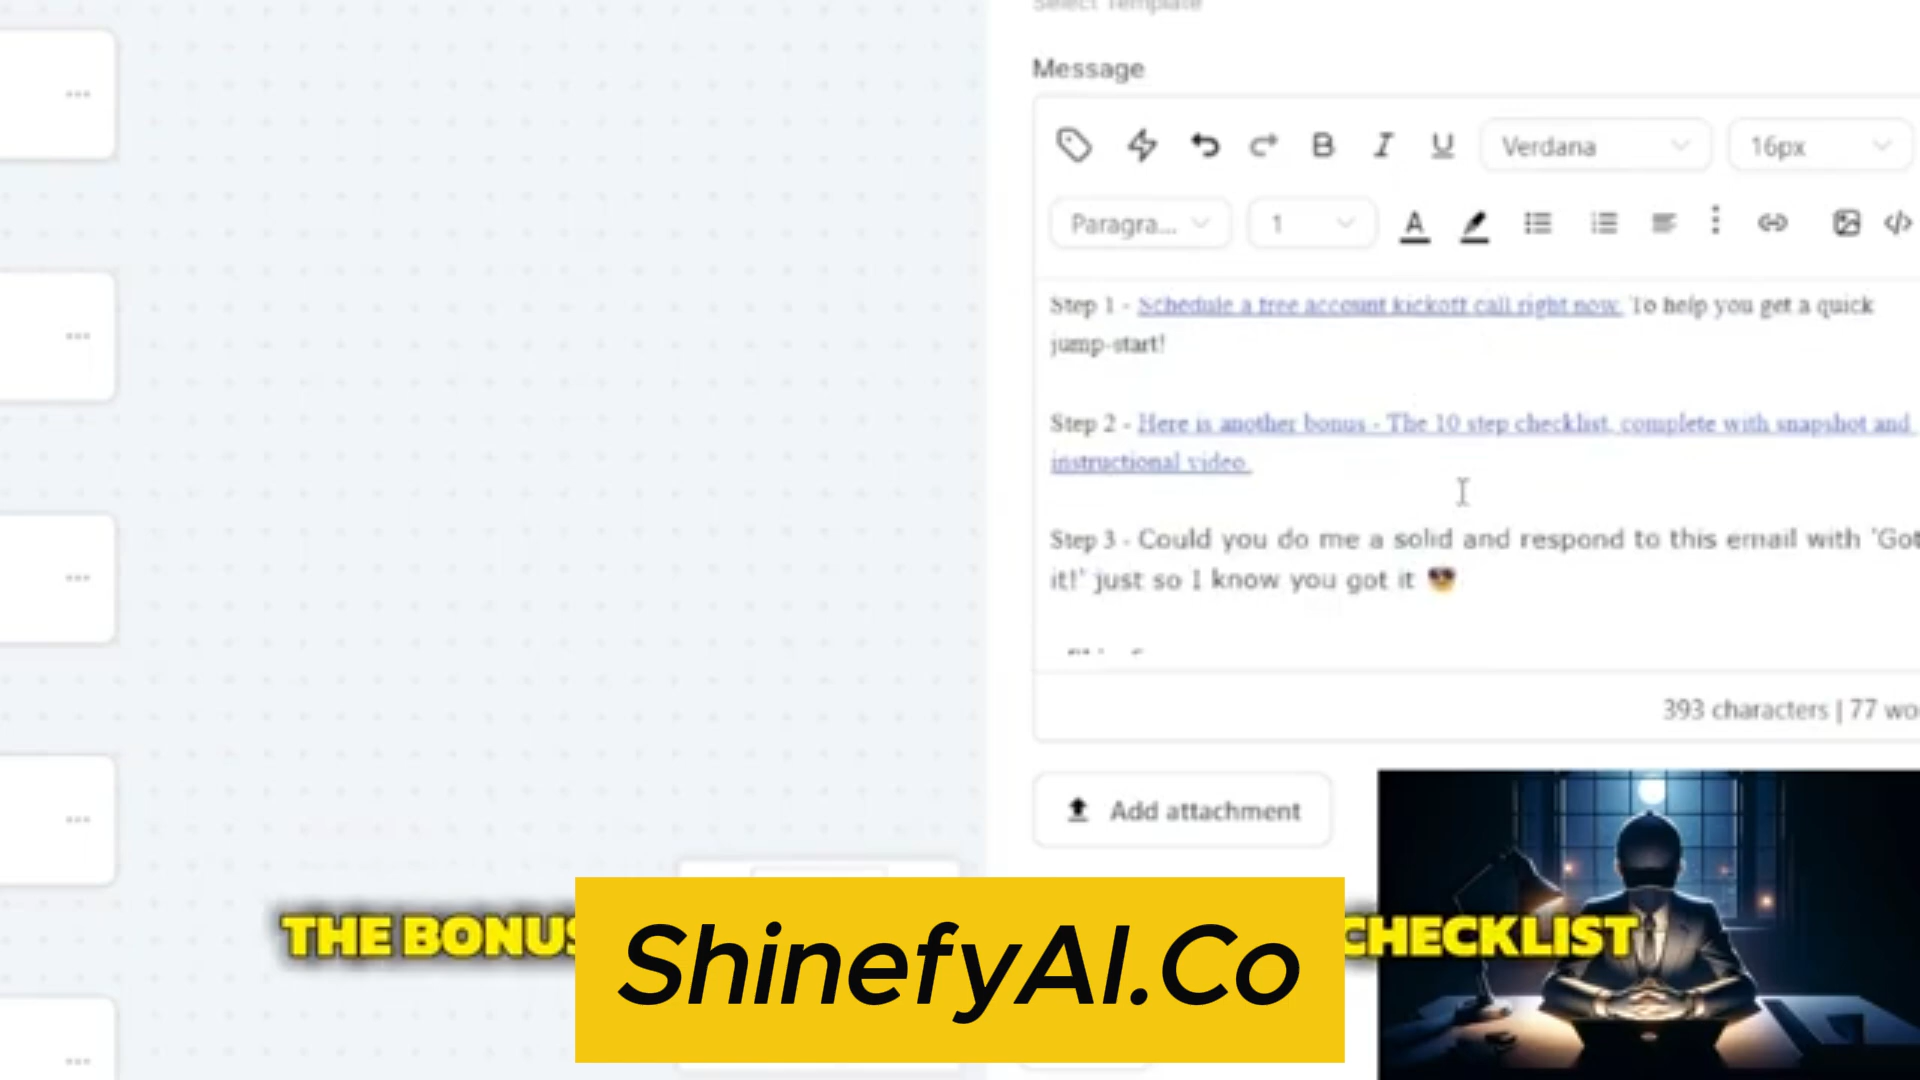 Select Template
Message
Verdana
16px
Paragra...
1
Step 1 - Schedule a free account kickoff call right now. To help you get a quick
jump-start!
Step 2 - Here is another bonus - The 10 step checklist, complete with snapshot and
instructional video.
Step 3 - Could you do me a solid and respond to this email with 'Got
it!' just so I know you got it
393 characters | 77 wo
Add attachment
THE BONUS
CHECKLIST
ShinefyAI.Co